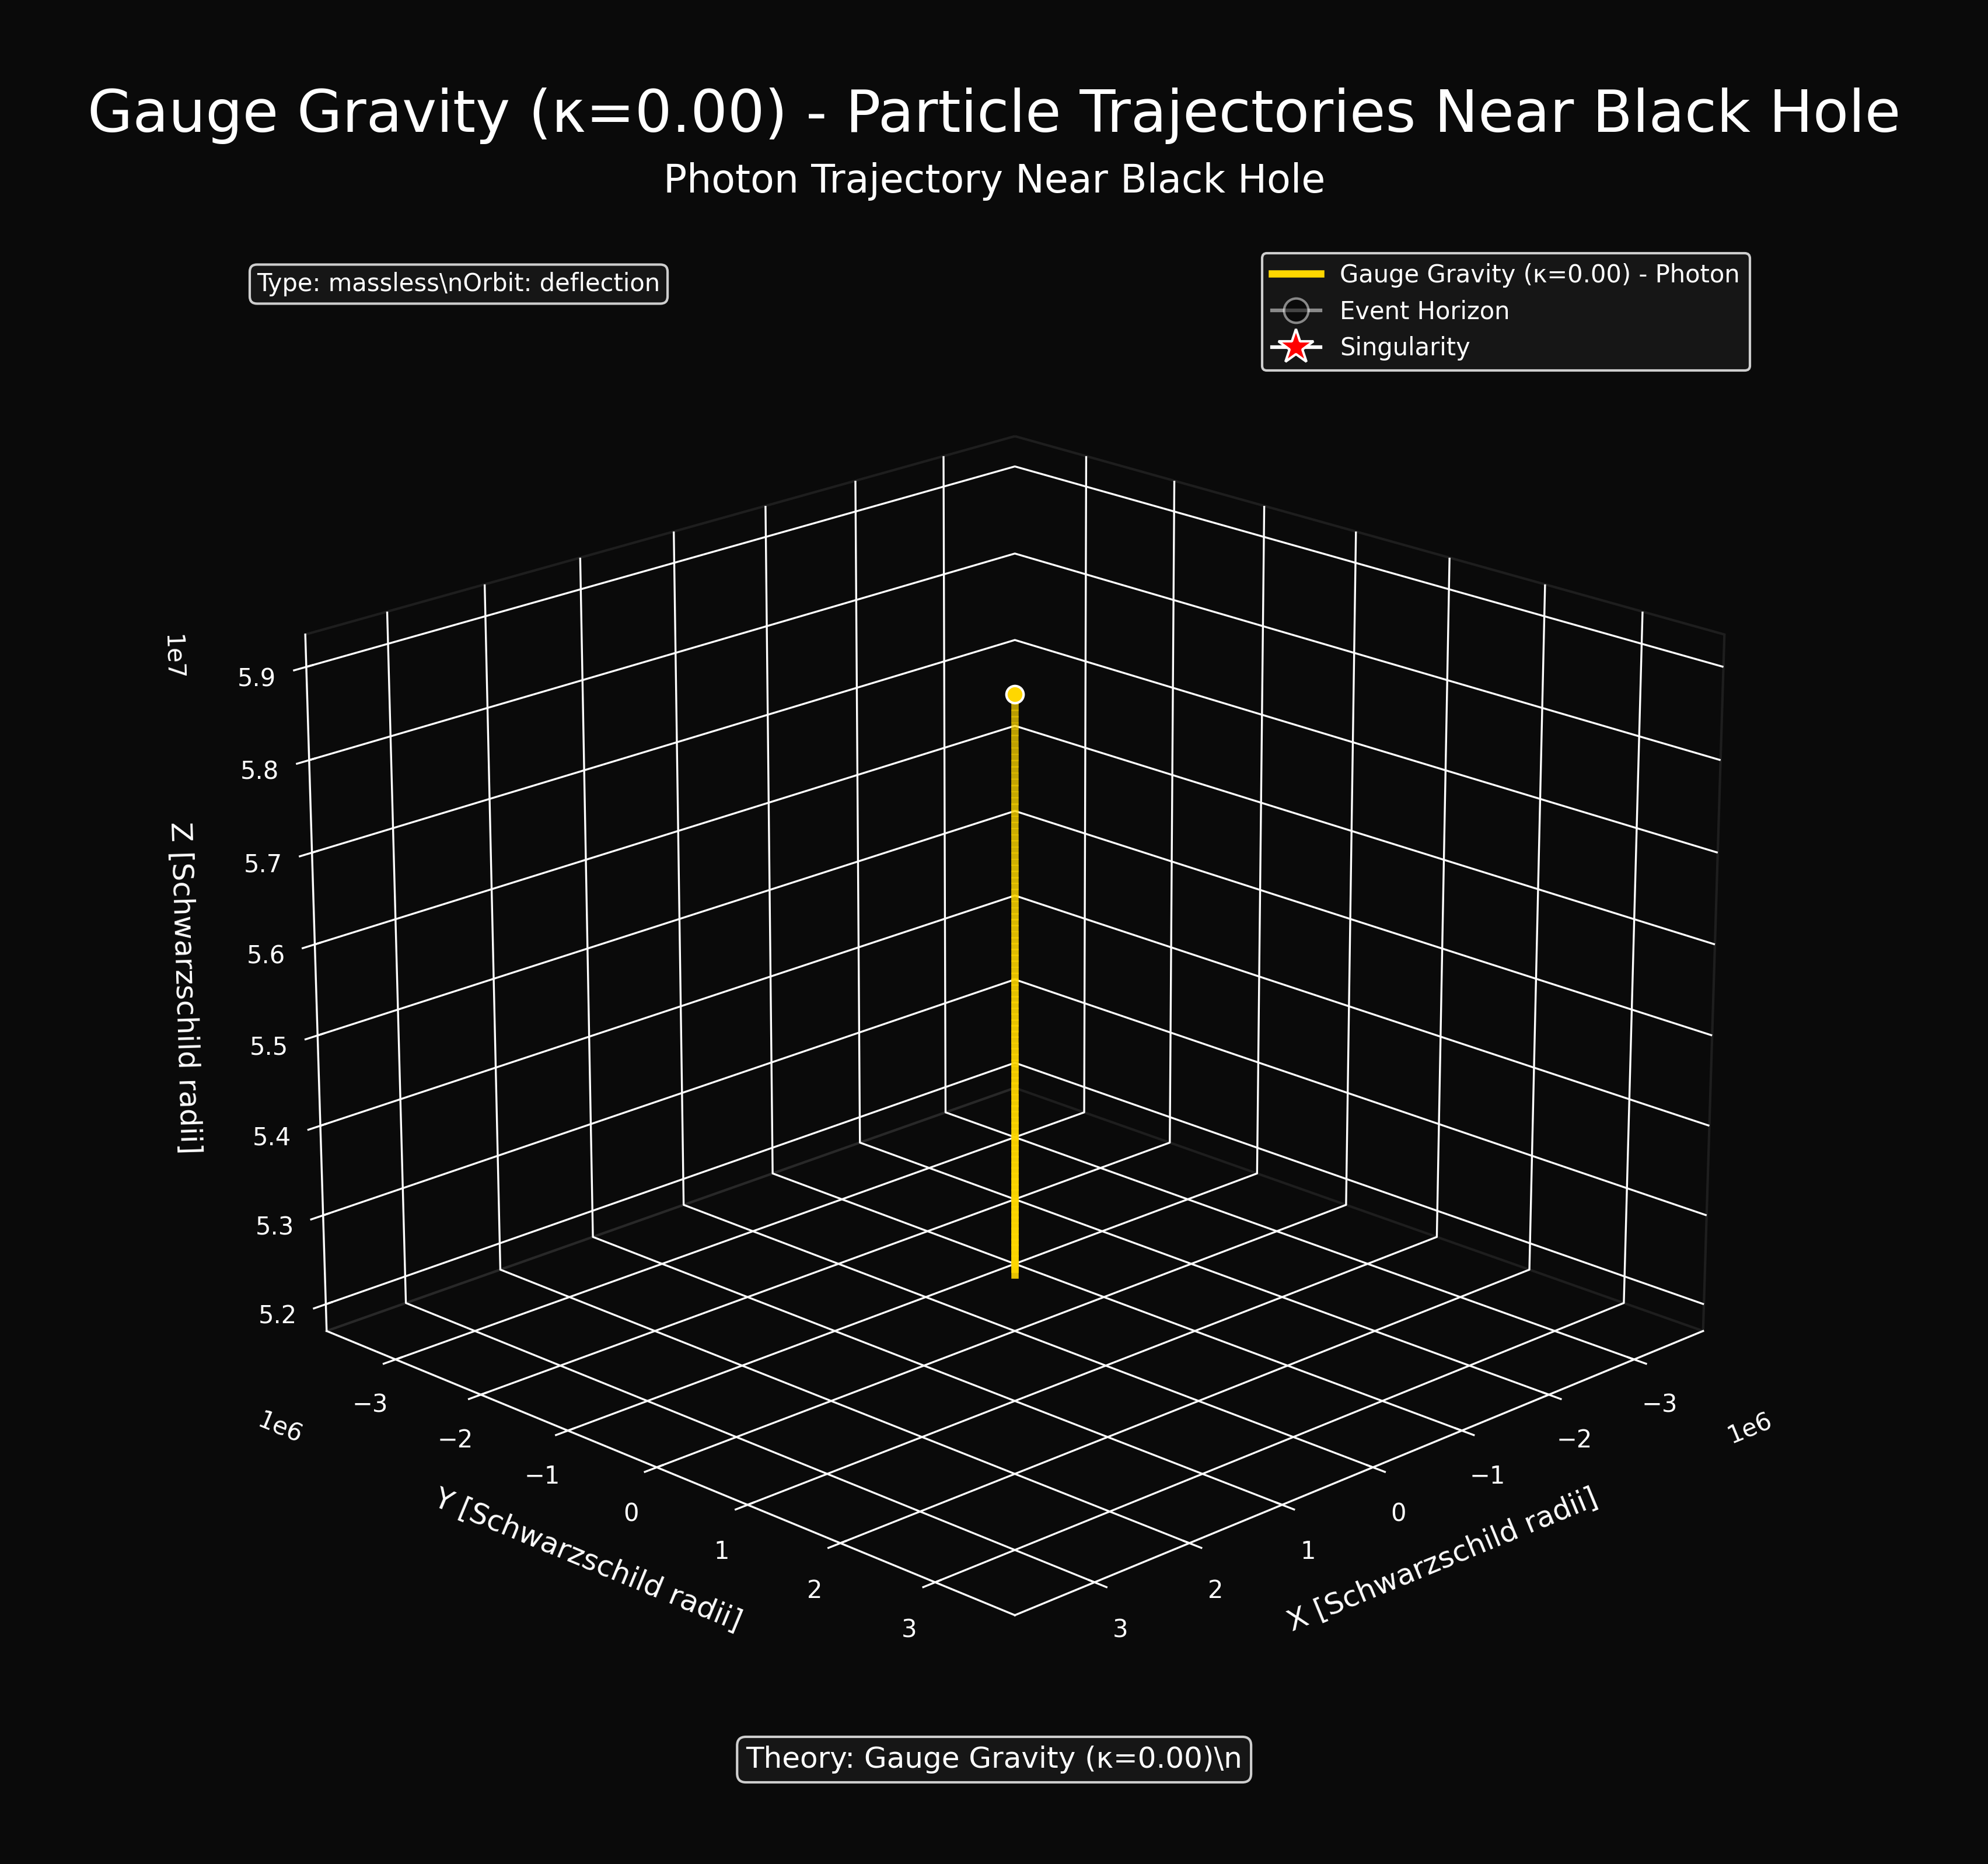 Gauge Gravity (κ=0.00) - Particle Trajectories Near Black Hole
Photon Trajectory Near Black Hole
Type: massless\nOrbit: deflection
Gauge Gravity (κ=0.00) - Photon
Event Horizon
Singularity
1e7
5.9
5.8
5.7
5.6
5.5
5.4
5.3
5.2
Z [Schwarzschild radii]
1e6
−3
−2
−1
0
1
2
3
Y [Schwarzschild radii]
3
2
1
0
−1
−2
−3
1e6
X [Schwarzschild radii]
Theory: Gauge Gravity (κ=0.00)\n